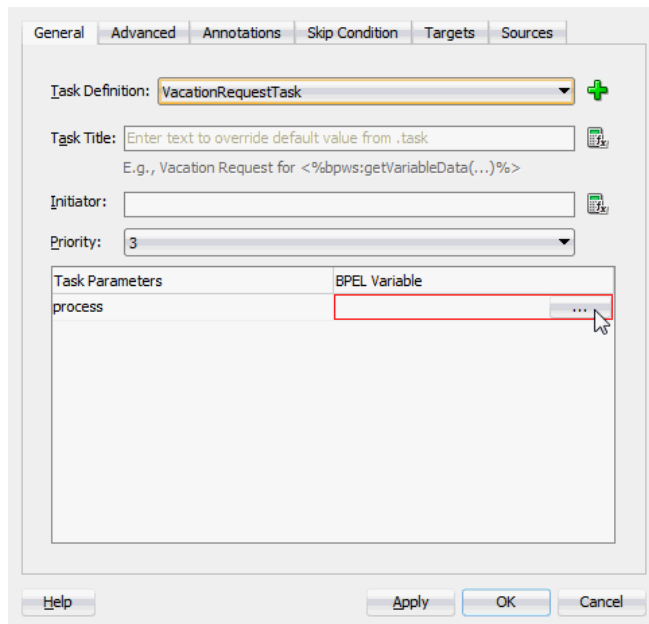 General Advanced Annotations Skip Condition Targets Sources
Task Definition: VacationRequestTask
Task Title: Enter text to override default value from .task
E.g., Vacation Request for <%bpws:getVariableData(...)%>
Initiator:
Priority: 3
Task Parameters BPEL Variable
process ...
Help Apply OK Cancel